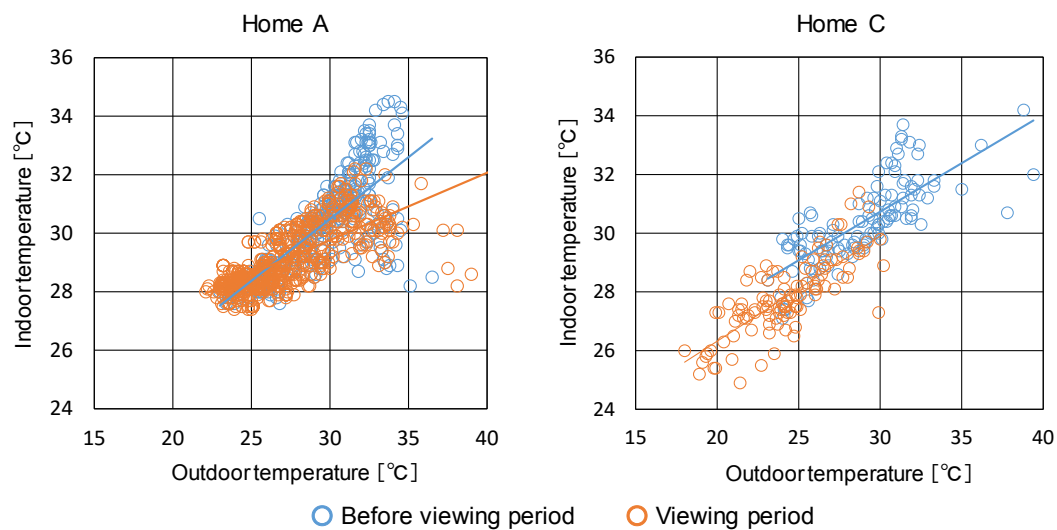 Home A
Home C
36
34
32
30
28
26
24
Indoor temperature [℃]
15 20 25 30 35 40
Outdoor temperature [℃]
36
34
32
30
28
26
24
Indoor temperature [℃]
15 20 25 30 35 40
Outdoor temperature [℃]
Before viewing period
Viewing period